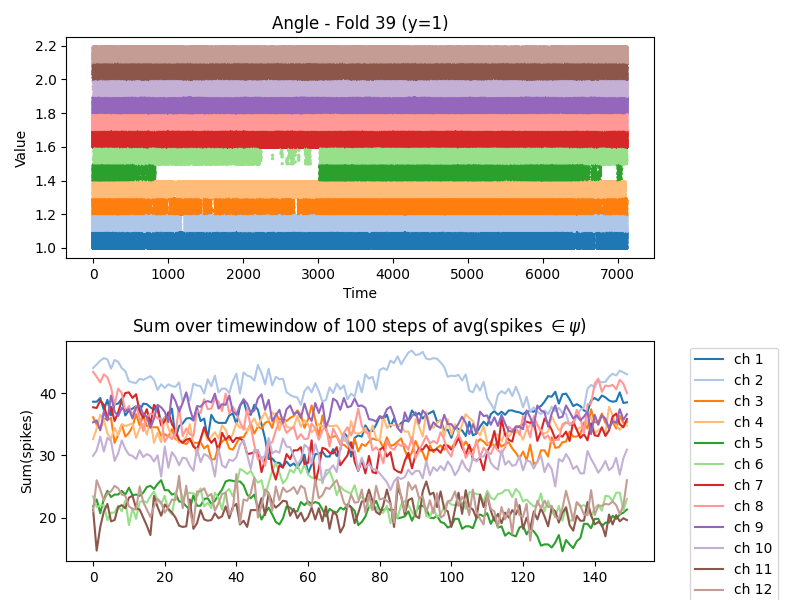 Angle - Fold 39 (y=1)
2.2
2.0
1.8
1.6
1.4
1.2
1.0
Value
0 1000 2000 3000 4000 5000 6000 7000
Time
Sum over timewindow of 100 steps of avg(spikes ∈ψ)
40
30
20
Sum(spikes)
0 20 40 60 80 100 120 140
ch 1
ch 2
ch 3
ch 4
ch 5
ch 6
ch 7
ch 8
ch 9
ch 10
ch 11
ch 12